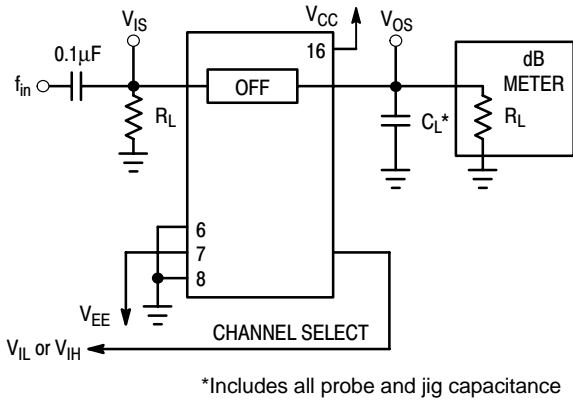 V_IS
V_CC
V_OS
0.1μF
16
dB
METER
f_in
OFF
R_L
C_L*
R_L
6
7
8
V_EE
CHANNEL SELECT
V_IL or V_IH
*Includes all probe and jig capacitance